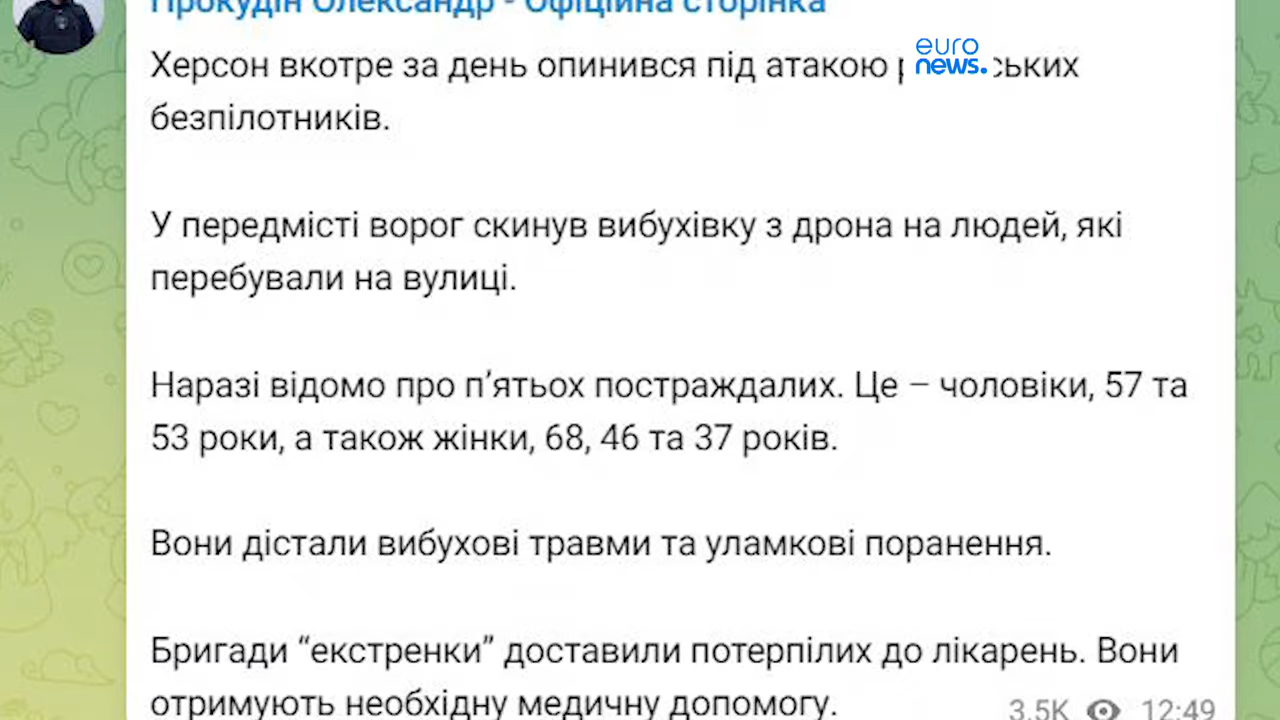 Прокудін Олександр - Офіційна сторінка
euro
news.
Херсон вкотре за день опинився під атакою
безпілотників.
У передмісті ворог скинув вибухівку з дрона на людей, які
перебували на вулиці.
Наразі відомо про п’ятьох постраждалих. Це – чоловіки, 57 та
53 роки, а також жінки, 68, 46 та 37 років.
Вони дістали вибухові травми та уламкові поранення.
Бригади “екстренки” доставили потерпілих до лікарень. Вони
отримують необхідну медичну допомогу.
3.5K 12:49